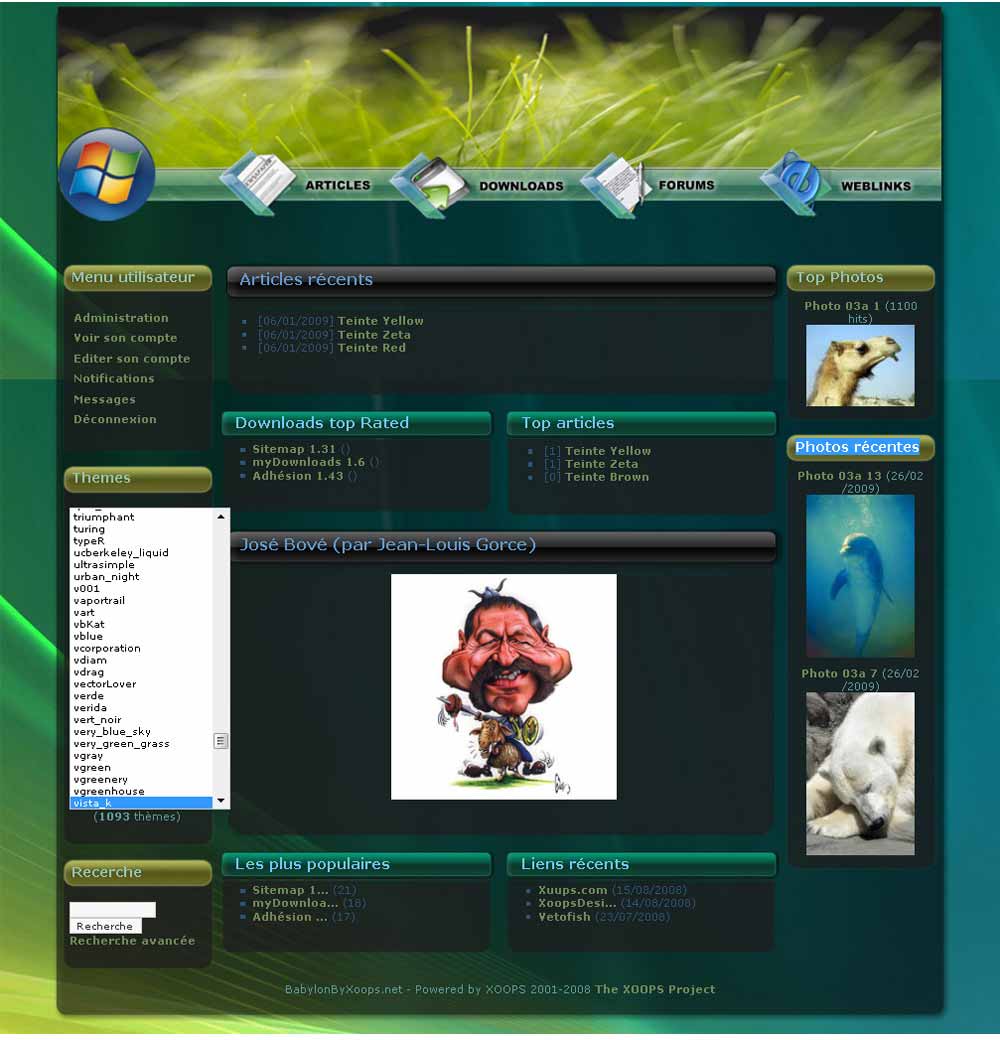 ARTICLES
DOWNLOADS
FORUMS
WEBLINKS
Menu utilisateur
Administration
Voir son compte
Editer son compte
Notifications
Messages
Déconnexion
Themes
triumphant
turing
typeR
ucberkeley_liquid
ultrasimple
urban_night
v001
vaportrail
vart
vbKat
vblue
vcorporation
vdiam
vdrag
vectorLover
verde
verida
vert_noir
very_blue_sky
very_green_grass
vgray
vgreen
vgreenery
vgreenhouse
vista_k
(1093 thèmes)
Recerche
Recherche
Recherche avancée
Articles récents
[06/01/2009] Teinte Yellow
[06/01/2009] Teinte Zeta
[06/01/2009] Teinte Red
Downloads top Rated
Sitemap 1.31 ()
myDownloads 1.6 ()
Adhésion 1.43 ()
Top articles
[1] Teinte Yellow
[1] Teinte Zeta
[0] Teinte Brown
José Bové (par Jean-Louis Gorce)
Les plus populaires
Sitemap 1... (21)
myDownloa... (18)
Adhésion ... (17)
Liens récents
Xuups.com (15/08/2008)
XoopsDesi... (14/08/2008)
Vetofish (23/07/2008)
Top Photos
Photo 03a 1 (1100
hits)
Photos récentes
Photo 03a 13 (26/02
/2009)
Photo 03a 7 (26/02
/2009)
BabylonByXoops.net - Powered by XOOPS 2001-2008 The XOOPS Project